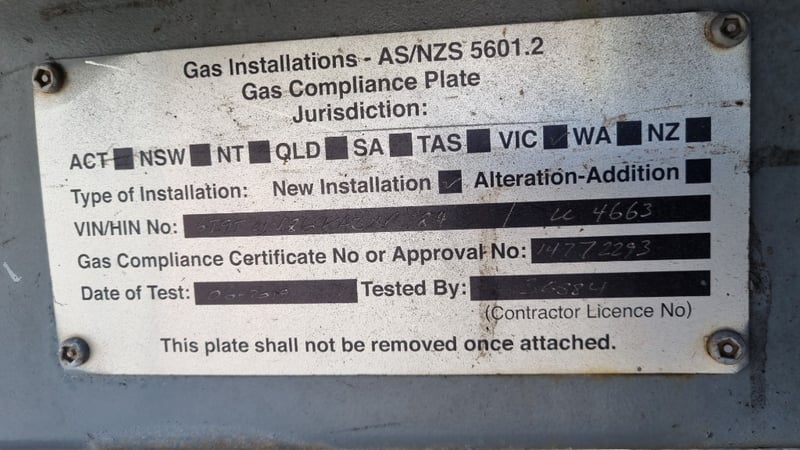 Gas Installations - AS/NZS 5601.2
Gas Compliance Plate
Jurisdiction:
ACT NSW NT QLD SA TAS VIC WA NZ
Type of Installation: New Installation Alteration-Addition
VIN/HIN No: 4663
Gas Compliance Certificate No or Approval No: 14772293
Date of Test: Tested By:
(Contractor Licence No)
This plate shall not be removed once attached.